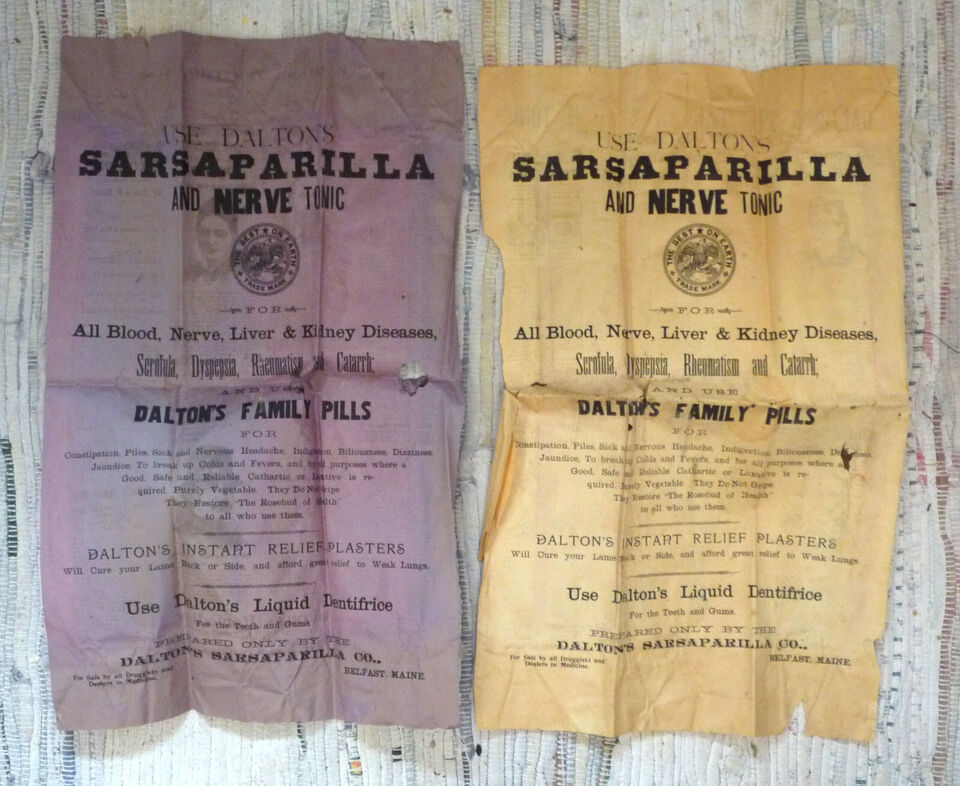 USE DALTON'S
SARSAPARILLA
AND NERVE TONIC
THE BEST ★ ON EARTH
TRADE MARK
FOR
All Blood, Nerve, Liver & Kidney Diseases,
Scrofula, Dyspepsia, Rheumatism and Catarrh;
AND USE
DALTON'S FAMILY PILLS
FOR
Constipation, Piles, Sick and Nervous Headache, Indigestion Biliousness, Dizziness,
Jaundice, To break up Colds and Fevers, and for all purposes where a
Good, Safe and Reliable Cathartic or Laxative is re-
quired. Purely Vegetable. They Do Not Gripe.
They Restore "The Rosebud of Health"
to all who use them.
DALTON'S INSTANT RELIEF PLASTERS
Will Cure your Lame Back or Side, and afford great relief to Weak Lungs.
Use Dalton's Liquid Dentifrice
For the Teeth and Gums
PREPARED ONLY BY THE
DALTON'S SARSAPARILLA CO.,
For Sale by all Druggists and
Dealers in Medicine.
BELFAST, MAINE
USE DALTON'S
SARSAPARILLA
AND NERVE TONIC
THE BEST ★ ON EARTH
TRADE MARK
FOR
All Blood, Nerve, Liver & Kidney Diseases,
Scrofula, Dyspepsia, Rheumatism and Catarrh;
AND USE
DALTON'S FAMILY PILLS
FOR
Constipation, Piles, Sick and Nervous Headache, Indigestion Biliousness, Dizziness,
Jaundice, To break up Colds and Fevers, and for all purposes where a
Good, Safe and Reliable Cathartic or Laxative is re-
quired. Purely Vegetable. They Do Not Gripe.
They Restore "The Rosebud of Health"
to all who use them.
DALTON'S INSTANT RELIEF PLASTERS
Will Cure your Lame Back or Side, and afford great relief to Weak Lungs.
Use Dalton's Liquid Dentifrice
For the Teeth and Gums
PREPARED ONLY BY THE
DALTON'S SARSAPARILLA CO.,
For Sale by all Druggists and
Dealers in Medicine.
BELFAST, MAINE